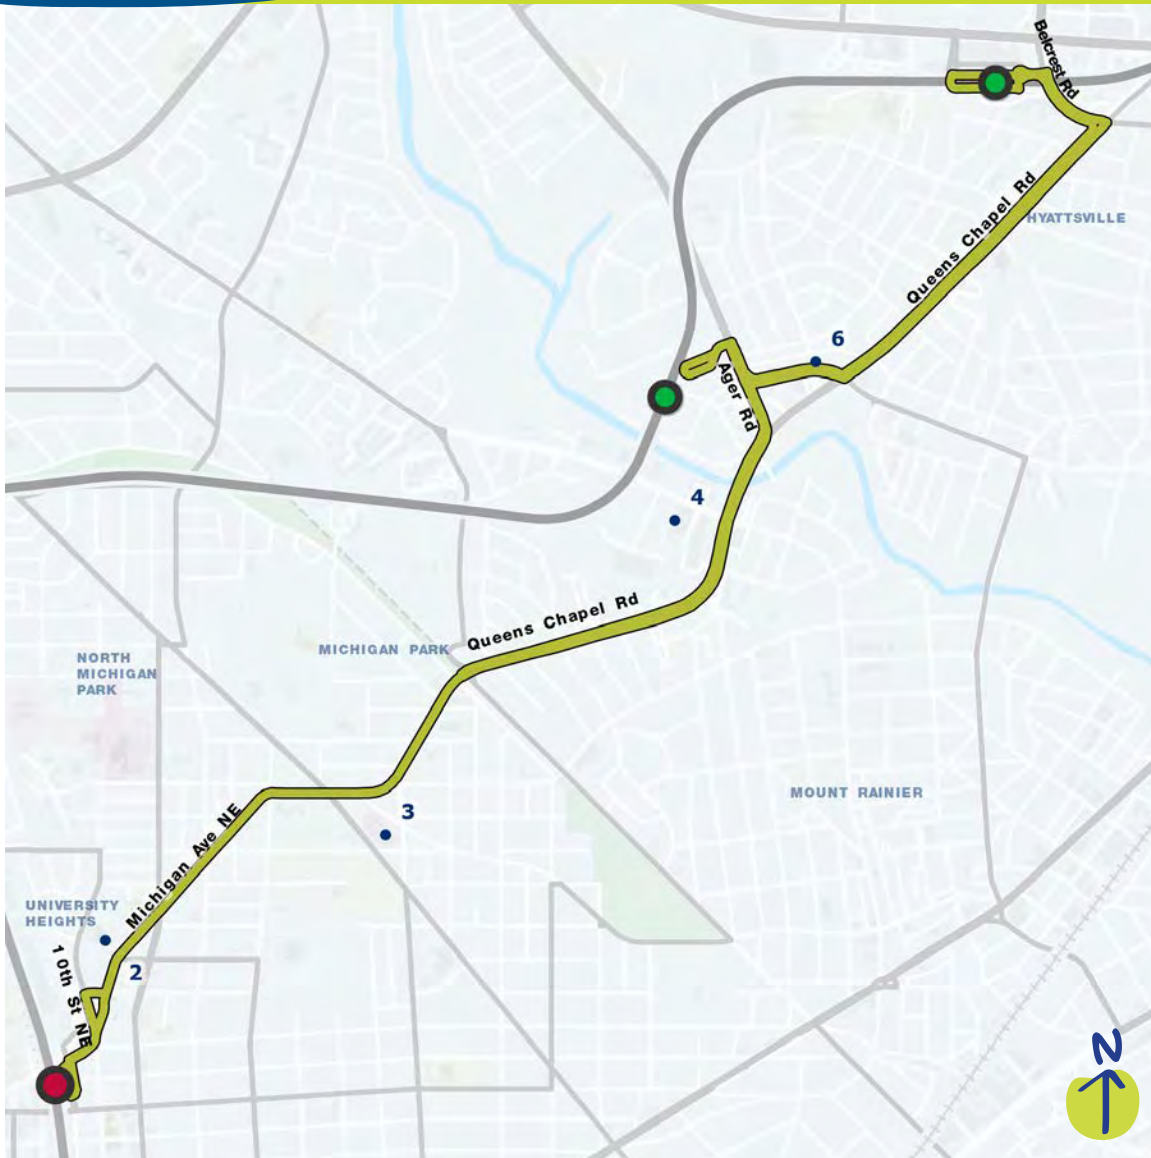 Belcrest Rd
Queens Chapel Rd
HYATTSVILLE
6
Ager Rd
4
Queens Chapel Rd
MICHIGAN PARK
NORTH
MICHIGAN
PARK
MOUNT RAINIER
3
Michigan Ave NE
UNIVERSITY
HEIGHTS
2
10th St NE
N